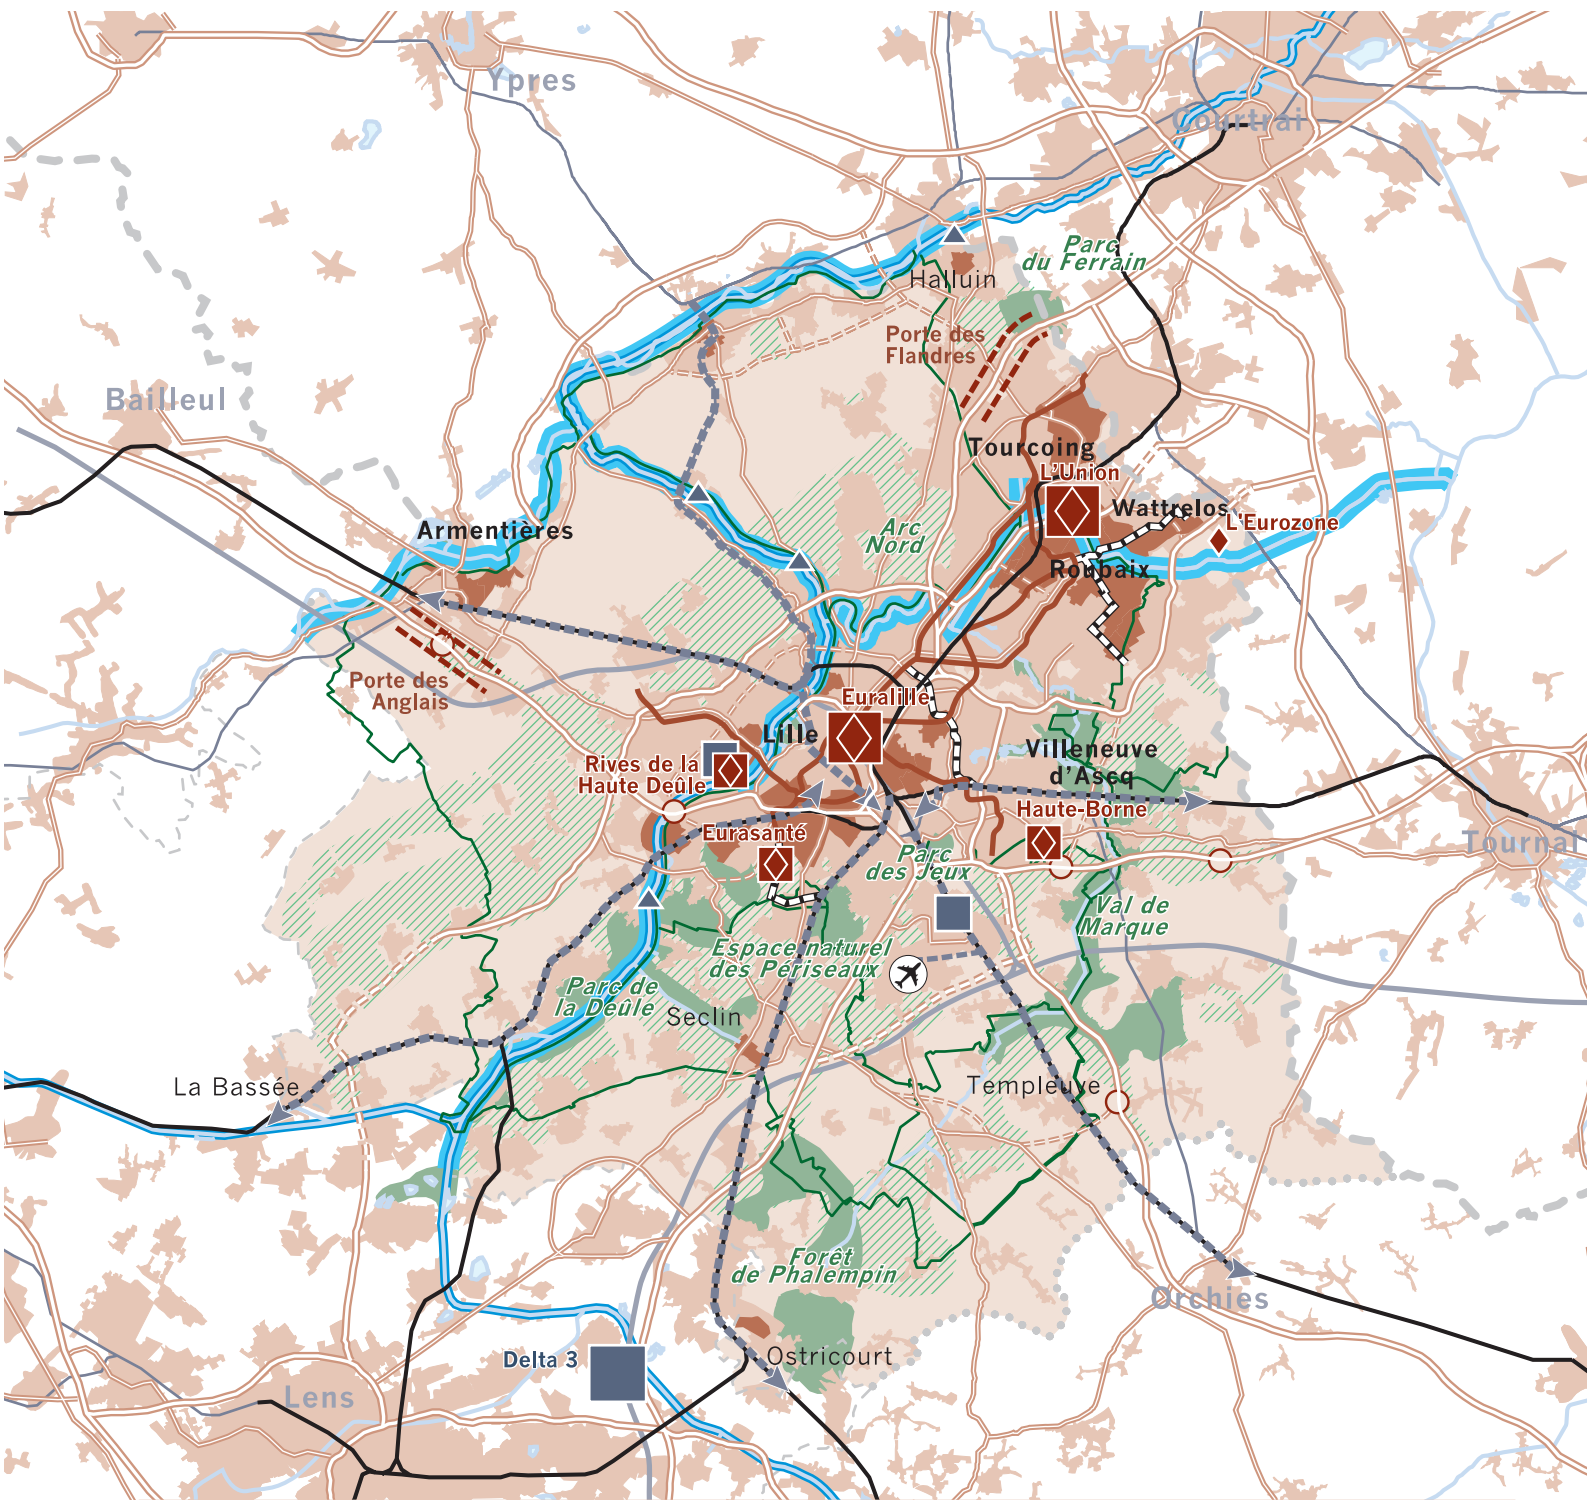 Ypres
Courtrai
Parc
du Ferrain
Halluin
Porte des
Flandres
Bailleul
Tourcoing
L'Union
Wattrelos
L'Eurozone
Armentières
Arc
Nord
Roubaix
Porte des
Anglais
Euralille
Lille
Villeneuve
d'Ascq
Rives de la
Haute Deûle
Haute-Borne
Eurasanté
Tournai
Parc
des Jeux
Val de
Marque
Espace naturel
des Périseaux
Parc de
la Deûle
Seclin
La Bassée
Templeuve
Forêt
de Phalempin
Orchies
Delta 3
Ostricourt
Lens